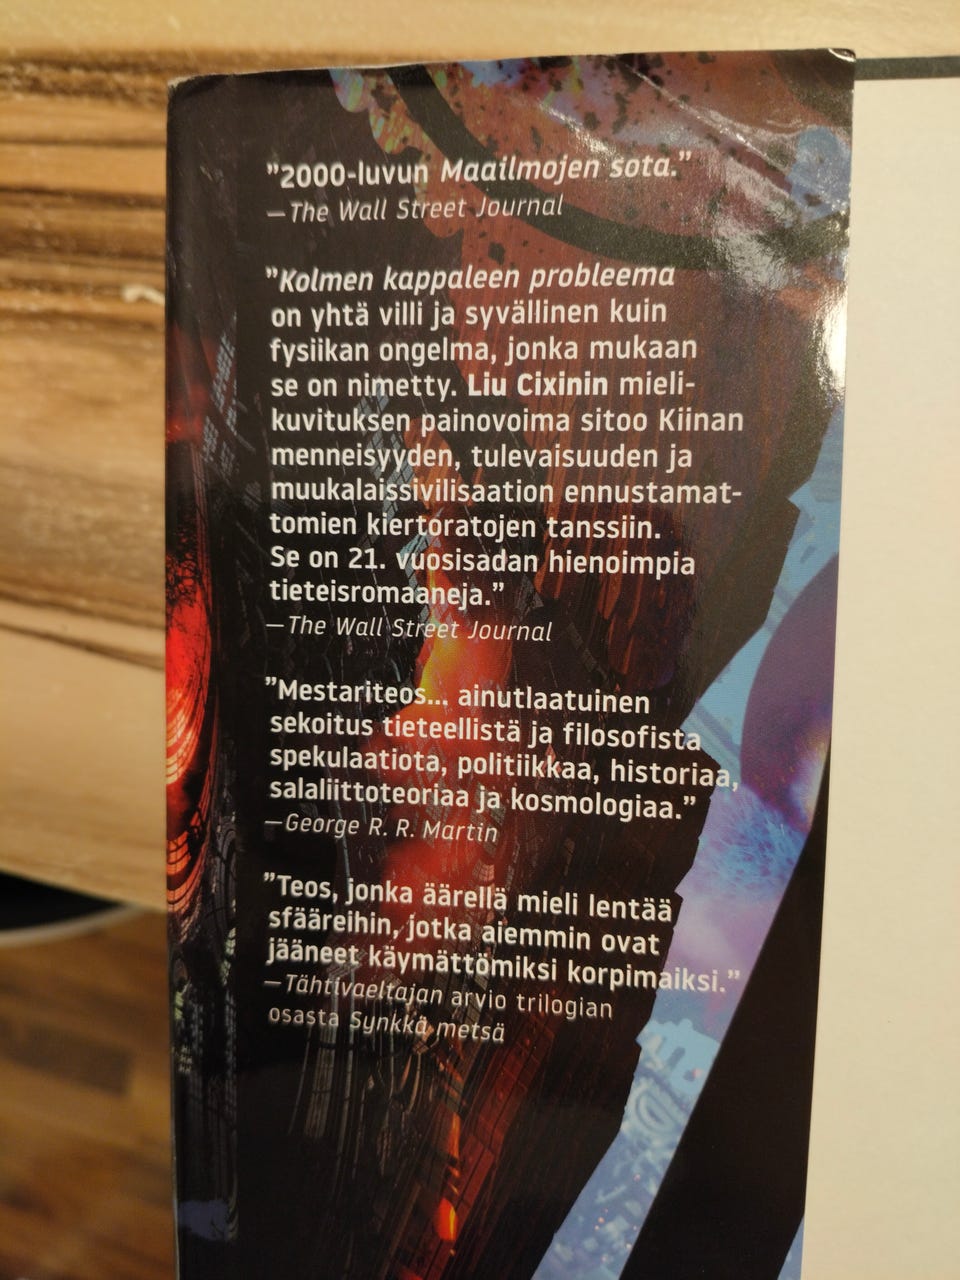 ”2000-luvun Maailmojen sota.”
—The Wall Street Journal
”Kolmen kappaleen probleema
on yhtä villi ja syvällinen kuin
fysiikan ongelma, jonka mukaan
se on nimetty. Liu Cixinin mieli-
kuvituksen painovoima sitoo Kiinan
menneisyyden, tulevaisuuden ja
muukalaissivilisaation ennustamat-
tomien kiertoratojen tanssiin.
Se on 21. vuosisadan hienoimpia
tieteisromaaneja.”
—The Wall Street Journal
”Mestariteos... ainutlaatuinen
sekoitus tieteellistä ja filosofista
spekulaatiota, politiikkaa, historiaa,
salaliittoteoriaa ja kosmologiaa.”
—George R. R. Martin
”Teos, jonka äärellä mieli lentää
sfääreihin, jotka aiemmin ovat
jääneet käymättömiksi korpimaiksi.”
—Tähtivaeltajan arvio trilogian
osasta Synkkä metsä